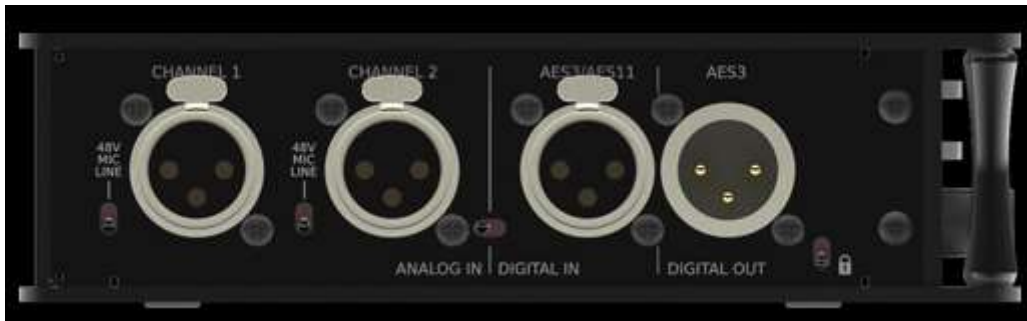 CHANNEL 1
CHANNEL 2
AES3/AES11
AES3
48V
MIC
LINE
48V
MIC
LINE
ANALOG IN
DIGITAL IN
DIGITAL OUT